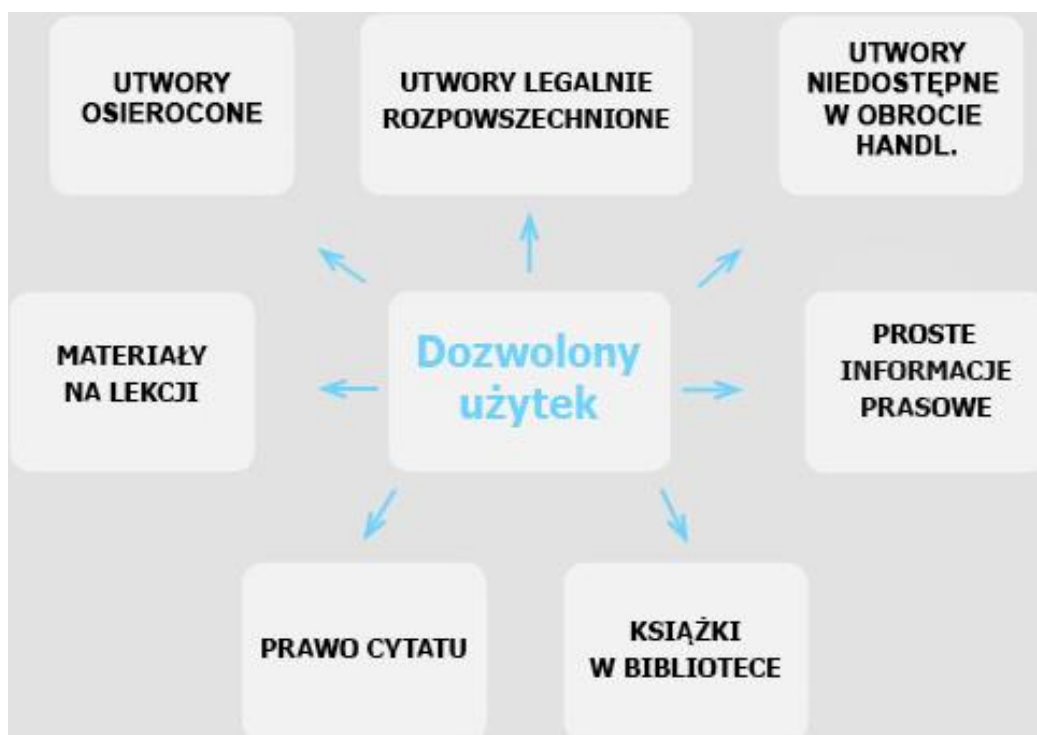 UTWORY
OSIEROCONE
UTWORY LEGALNIE
ROZPOWSZECHNIONE
UTWORY
NIEDOSTĘPNE
W OBROCIE
HANDL.
MATERIAŁY
NA LEKCJI
Dozwolony
użytek
PROSTE
INFORMACJE
PRASOWE
PRAWO CYTATU
KSIĄŻKI
W BIBLIOTECE